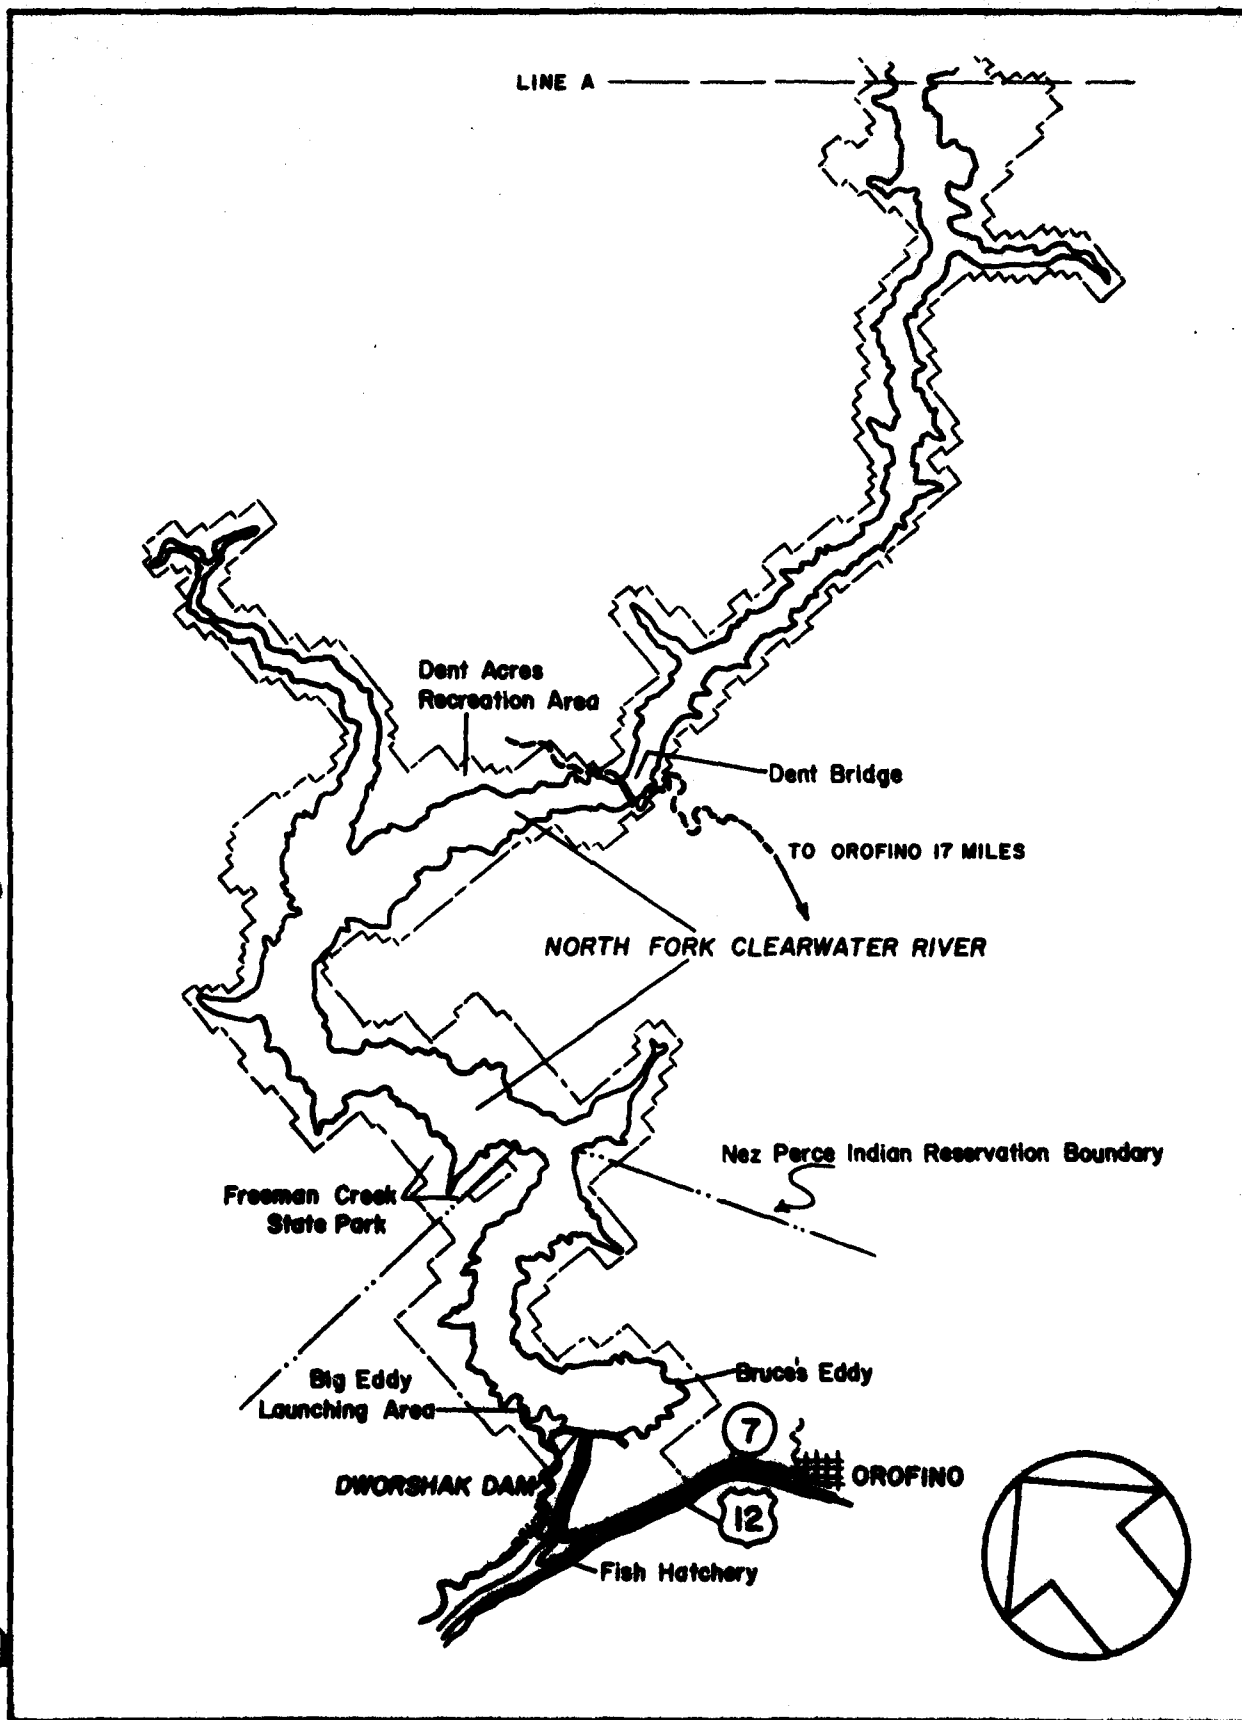 LINE A
Dent Acres
Recreation Area
Dent Bridge
TO OROFINO 17 MILES
NORTH FORK CLEARWATER RIVER
Nez Perce Indian Reservation Boundary
Freeman Creek
State Park
Big Eddy
Launching Area
Bruce's Eddy
7
DWORSHAK DAM
OROFINO
12
Fish Hatchery